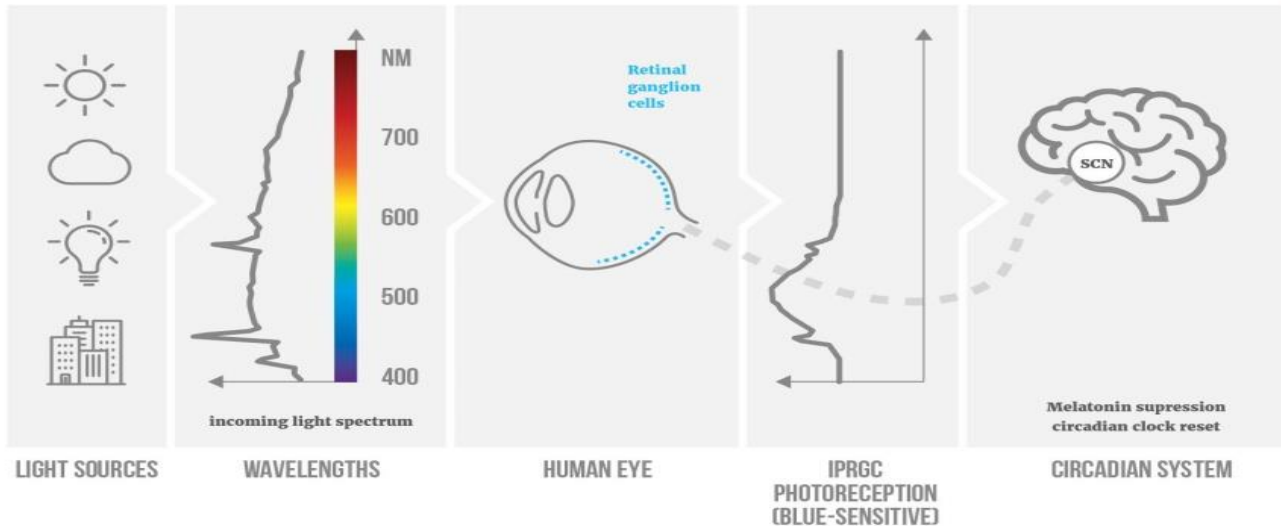 NM
700
600
500
400
incoming light spectrum
Retinal
ganglion
cells
SCN
Melatonin supression
circadian clock reset
LIGHT SOURCES
WAVELENGTHS
HUMAN EYE
IPRGC
PHOTORECEPTION
(BLUE-SENSITIVE)
CIRCADIAN SYSTEM